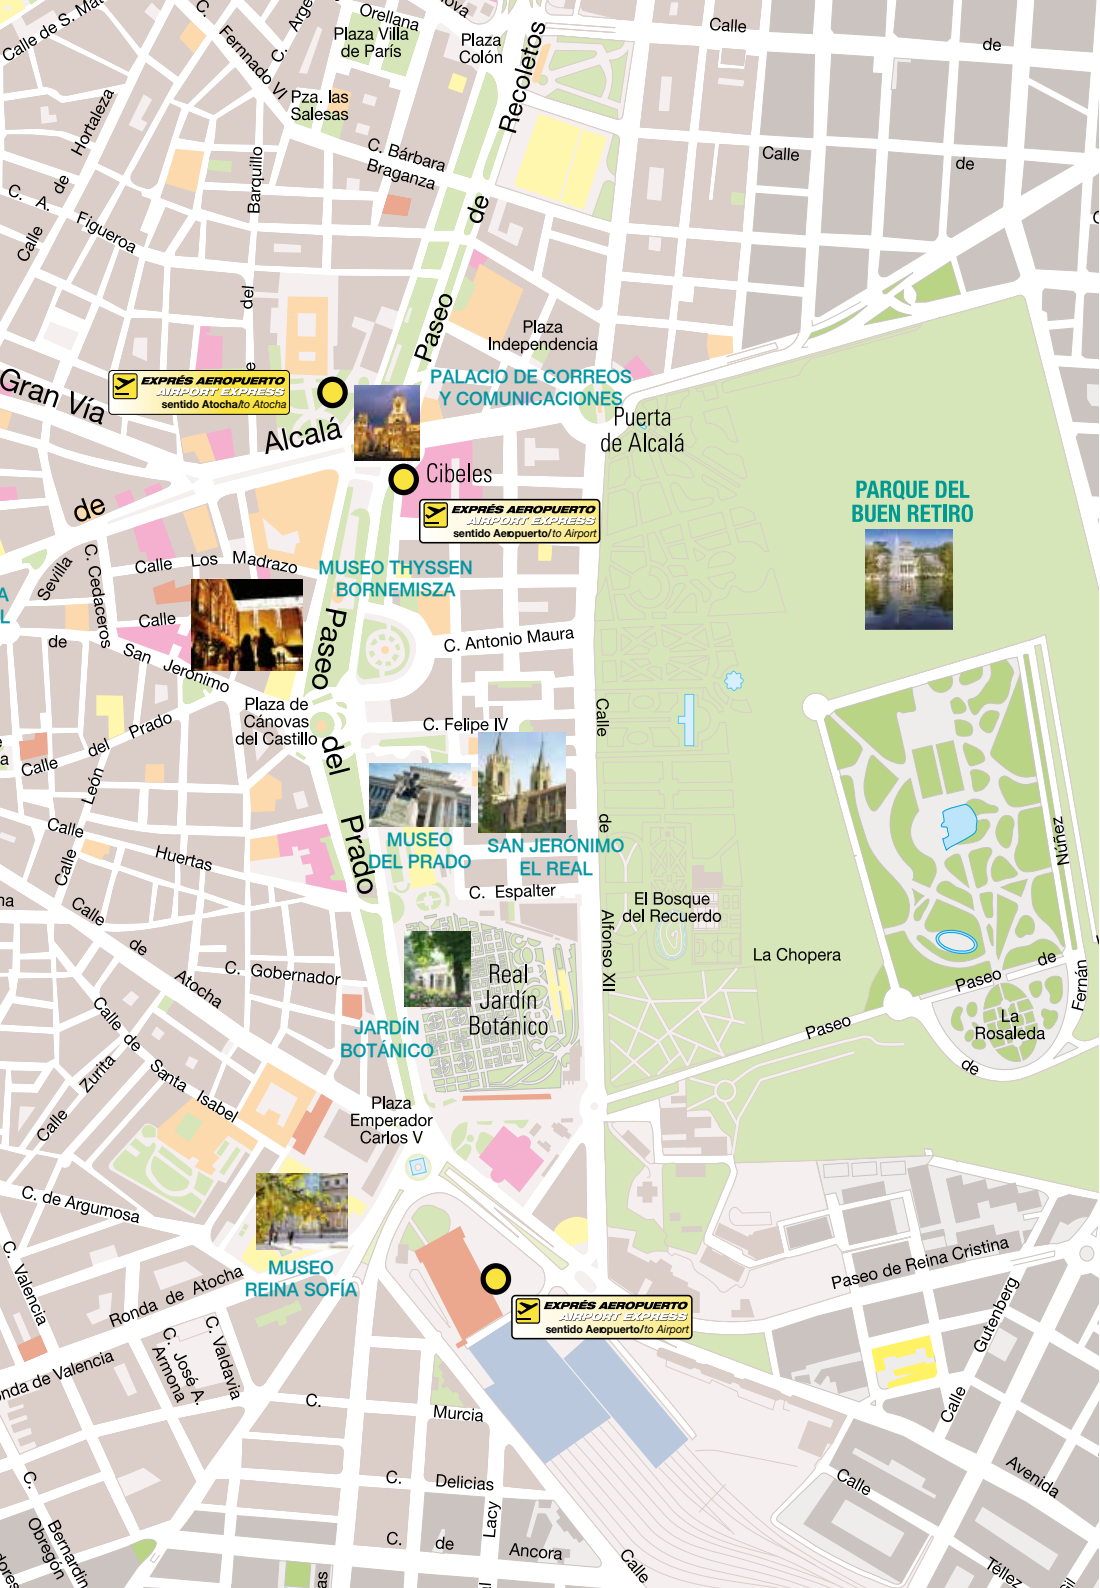 Calle de S. Mat
C.
Fernnado VI
C.
Arge
Orellana
Plaza Villa
de París
Plaza
Colón
Calle
de
Recoletos
Hortaleza
de
Calle
Pza. las
Salesas
C. Bárbara
Braganza
Calle
de
C. A.
Figueroa
Barquillo
del
de
Paseo
Plaza
Independencia
Gran Vía
EXPRÉS AEROPUERTO
AIRPORT EXPRESS
sentido Atocha/to Atocha
PALACIO DE CORREOS
Y COMUNICACIONES
Puerta
de Alcalá
Alcalá
de
Cibeles
EXPRÉS AEROPUERTO
AIRPORT EXPRESS
sentido Aeropuerto/to Airport
PARQUE DEL
BUEN RETIRO
Sevilla
C. Cedaceros
Calle Los Madrazo
MUSEO THYSSEN
BORNEMISZA
A
L
de
Calle
San Jerónimo
Paseo
C. Antonio Maura
Plaza de
Cánovas
del Castillo
C. Felipe IV
Calle
Calle del Prado
del
León
Calle
Calle
Huertas
Prado
MUSEO
DEL PRADO
SAN JERÓNIMO
EL REAL
de
Núñez
C. Espalter
El Bosque
del Recuerdo
Alfonso XII
La Chopera
Calle
de
Atocha
C. Gobernador
Real
Jardín
Botánico
JARDÍN
BOTÁNICO
Paseo de
Fernán
La
Rosaleda
Paseo
de
Calle de Santa Isabel
Zurita
Calle
Plaza
Emperador
Carlos V
C. de Argumosa
C. Valencia
MUSEO
REINA SOFÍA
Ronda de Atocha
Paseo de Reina Cristina
EXPRÉS AEROPUERTO
AIRPORT EXPRESS
sentido Aeropuerto/to Airport
Gutenberg
Calle
C. Valdavia
C. José A.
Armona
nda de Valencia
C.
Murcia
C.
Delicias
Lacy
C.
de
Ancora
Calle
Calle
Avenida
Téllez
C.
Bernardin
Obregón
dores
as